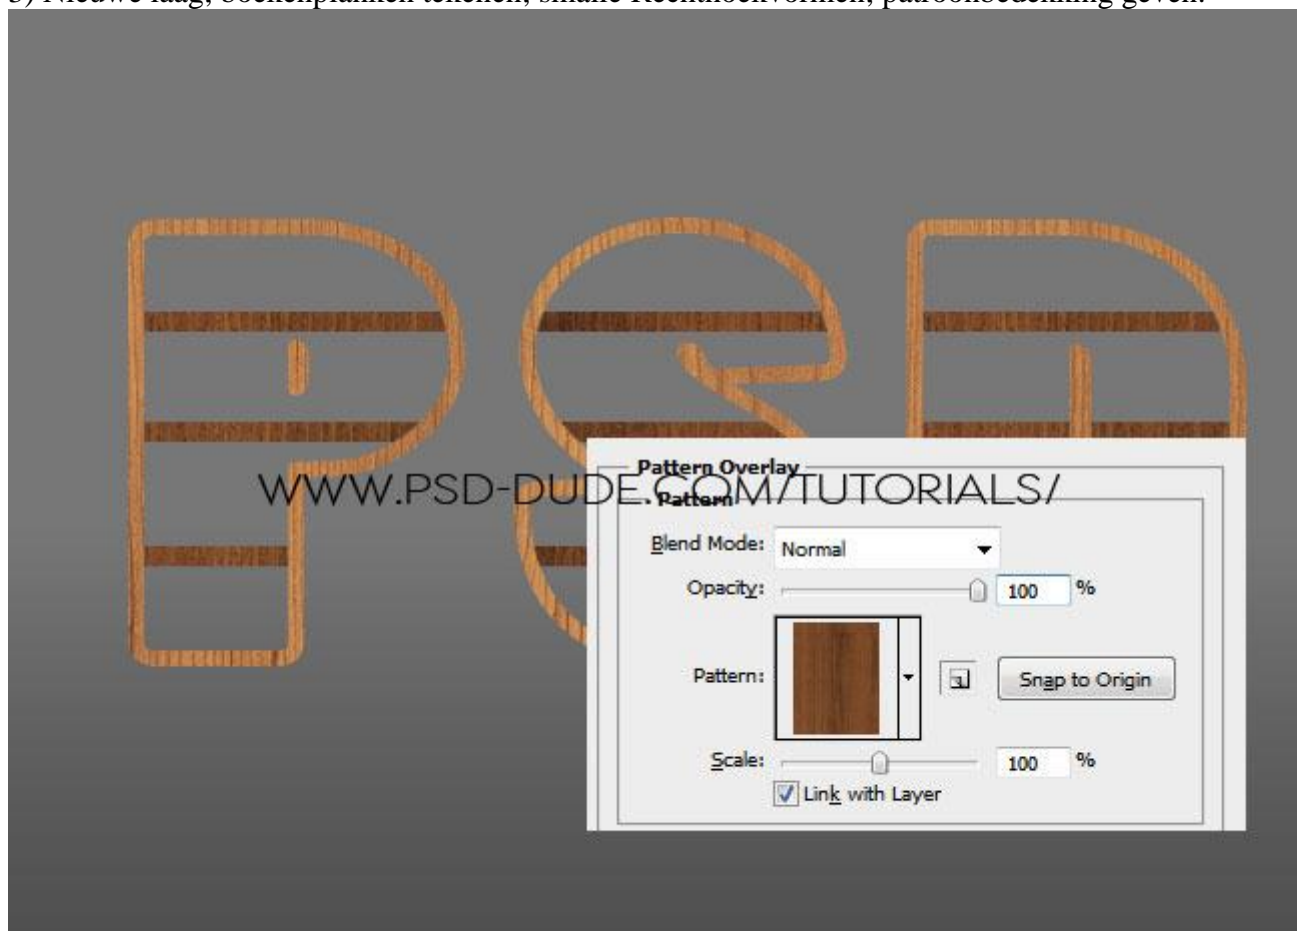 5) Nieuwe laag, boekenplanken tekenen, smalle Rechthoekvormen, patroonbedekking geven.
PSD
WWW.PSD-DUDE.COM/TUTORIALS/
Pattern Overlay
Pattern
Blend Mode: Normal
Opacity: 100 %
Pattern: Snap to Origin
Scale: 100 %
Link with Layer